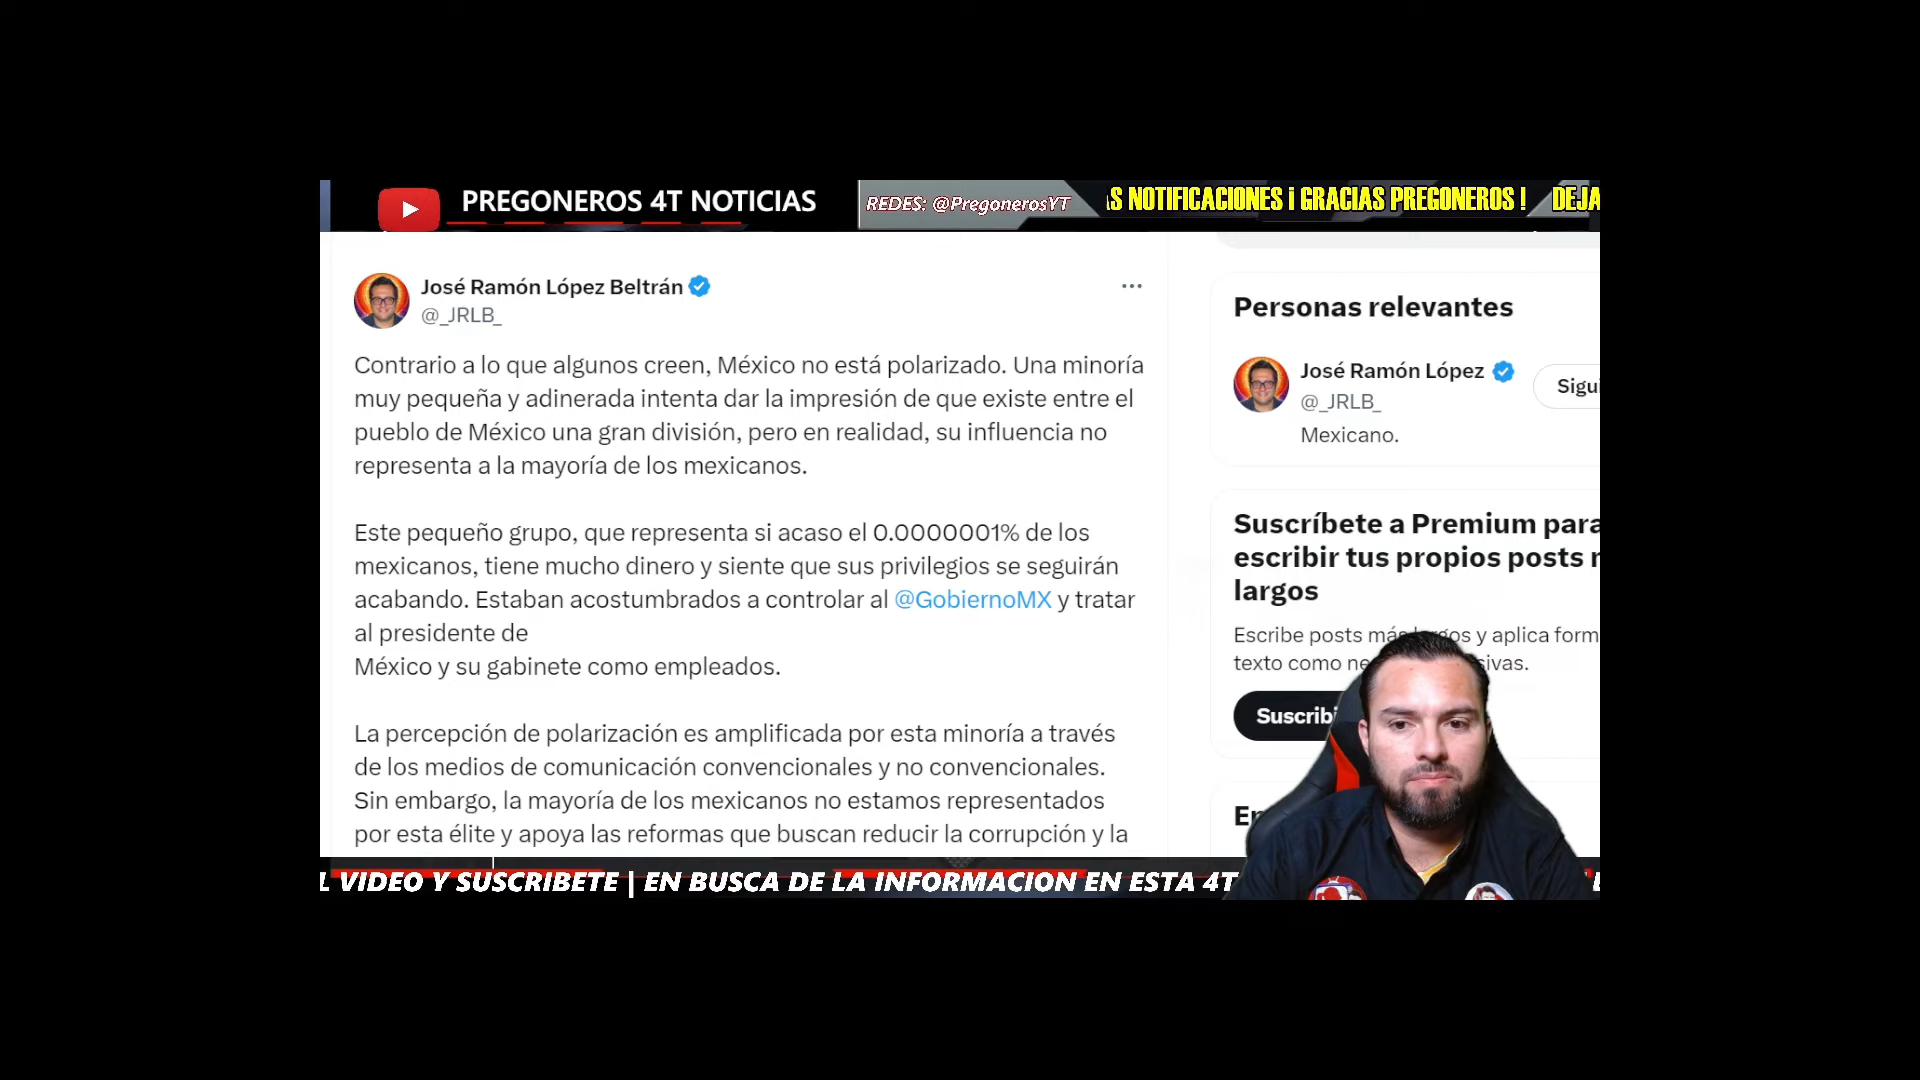 PREGONEROS 4T NOTICIAS
REDES: @PregonerosYT
NOTIFICACIONES ¡ GRACIAS PREGONEROS !
José Ramón López Beltrán
@_JRLB_
Contrario a lo que algunos creen, México no está polarizado. Una minoría
muy pequeña y adinerada intenta dar la impresión de que existe entre el
pueblo de México una gran división, pero en realidad, su influencia no
representa a la mayoría de los mexicanos.
Este pequeño grupo, que representa si acaso el 0.0000001% de los
mexicanos, tiene mucho dinero y siente que sus privilegios se seguirán
acabando. Estaban acostumbrados a controlar al @GobiernoMX y tratar
al presidente de
México y su gabinete como empleados.
La percepción de polarización es amplificada por esta minoría a través
de los medios de comunicación convencionales y no convencionales.
Sin embargo, la mayoría de los mexicanos no estamos representados
por esta élite y apoya las reformas que buscan reducir la corrupción y la
Personas relevantes
José Ramón López
@_JRLB_
Mexicano.
Suscríbete a Premium para
escribir tus propios posts
largos
Escribe posts más largos y aplica
texto como
VIDEO Y SUSCRIBETE | EN BUSCA DE LA INFORMACION EN ESTA 4T